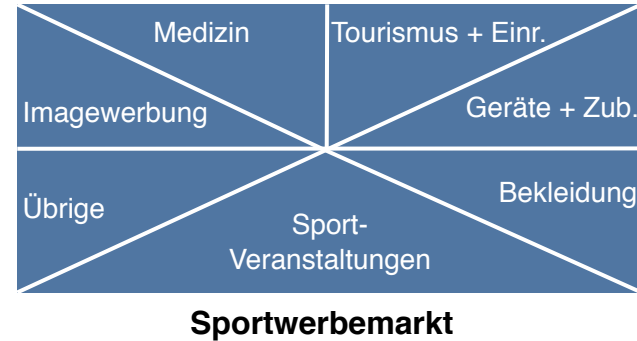 Medizin
Tourismus + Einr.
Imagewerbung
Geräte + Zub.
Übrige
Bekleidung
Sport-
Veranstaltungen
Sportwerbemarkt